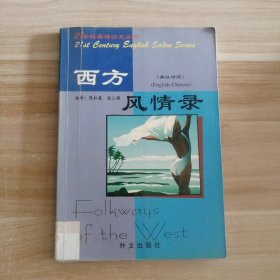 21世纪英语沙龙丛书
21st Century English Salon Series
西方
(英汉对照)
(English-Chinese)
风情录
Folkways
of the West
外文出版社